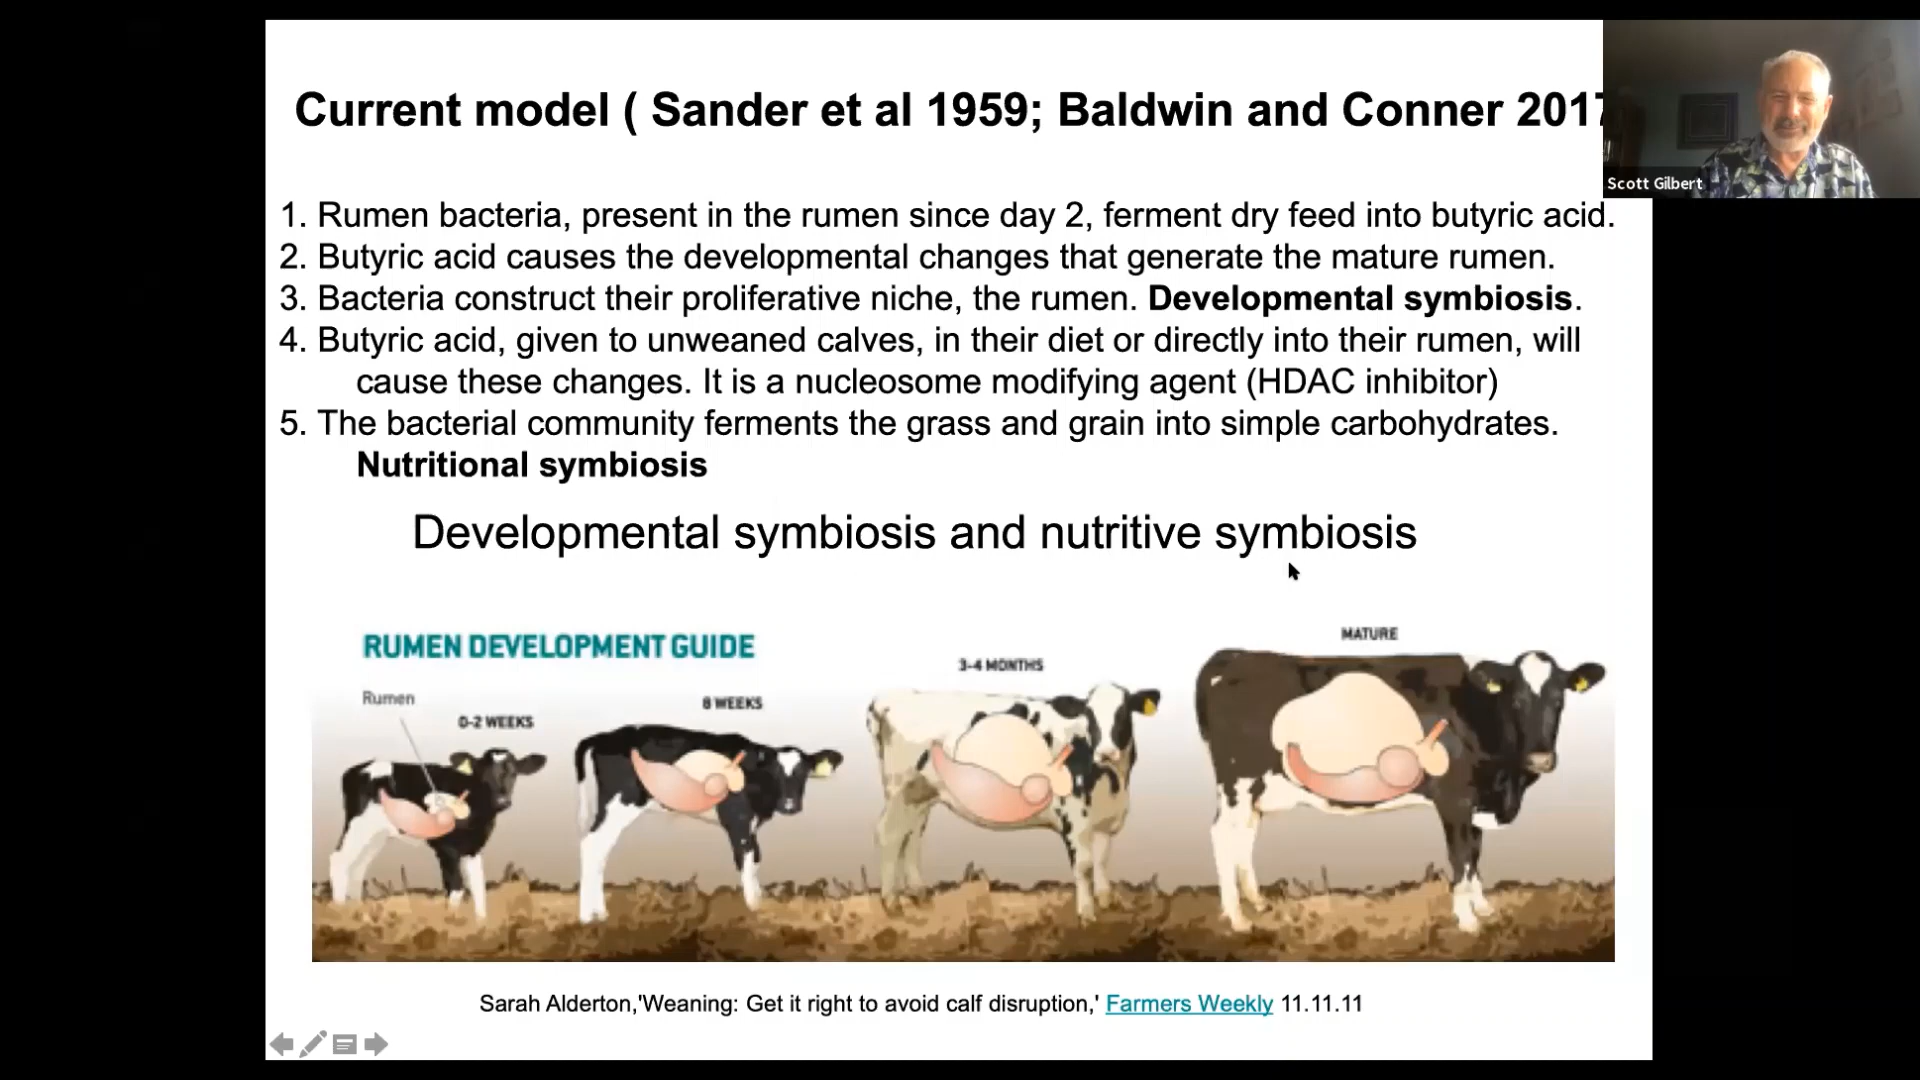 Current model ( Sander et al 1959; Baldwin and Conner 2017
Scott Gilbert
1. Rumen bacteria, present in the rumen since day 2, ferment dry feed into butyric acid.
2. Butyric acid causes the developmental changes that generate the mature rumen.
3. Bacteria construct their proliferative niche, the rumen. Developmental symbiosis.
4. Butyric acid, given to unweaned calves, in their diet or directly into their rumen, will
cause these changes. It is a nucleosome modifying agent (HDAC inhibitor)
5. The bacterial community ferments the grass and grain into simple carbohydrates.
Nutritional symbiosis
Developmental symbiosis and nutritive symbiosis
RUMEN DEVELOPMENT GUIDE
Rumen
0-2 WEEKS
8 WEEKS
3-4 MONTHS
MATURE
Sarah Alderton,'Weaning: Get it right to avoid calf disruption,' Farmers Weekly 11.11.11